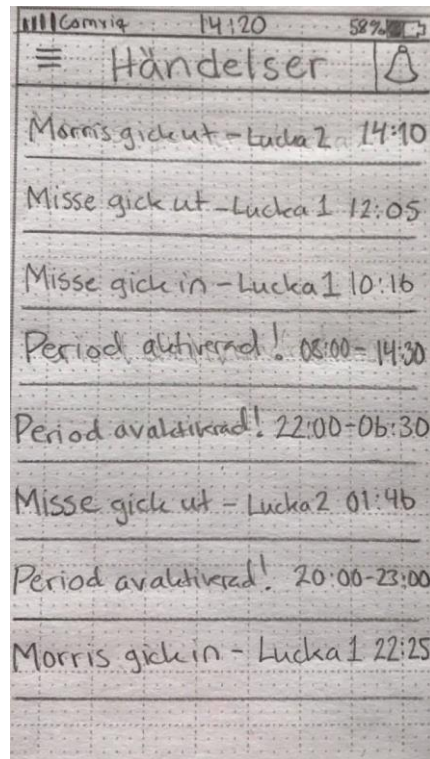 Comviq 14:20 58%
Händelser
Morris gick ut - Lucka 2 14:10
Misse gick ut - Lucka 1 12:05
Misse gick in - Lucka 1 10:16
Period aktiverad! 08:00 - 14:30
Period avaktiverad! 22:00-06:30
Misse gick ut - Lucka 2 01:46
Period avaktiverad! 20:00-23:00
Morris gick in - Lucka 1 22:25